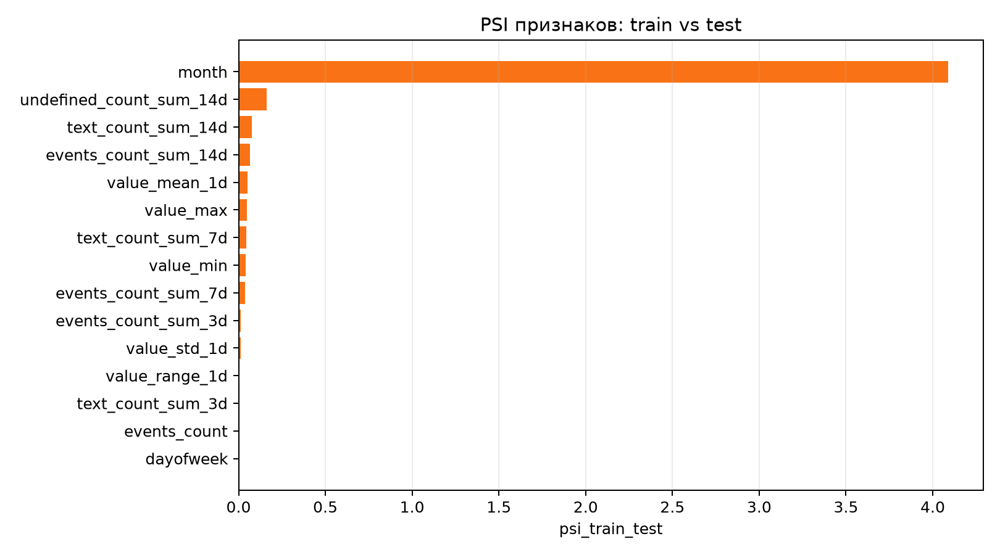 PSI признаков: train vs test
month
undefined_count_sum_14d
text_count_sum_14d
events_count_sum_14d
value_mean_1d
value_max
text_count_sum_7d
value_min
events_count_sum_7d
events_count_sum_3d
value_std_1d
value_range_1d
text_count_sum_3d
events_count
dayofweek
0.0 0.5 1.0 1.5 2.0 2.5 3.0 3.5 4.0
psi_train_test